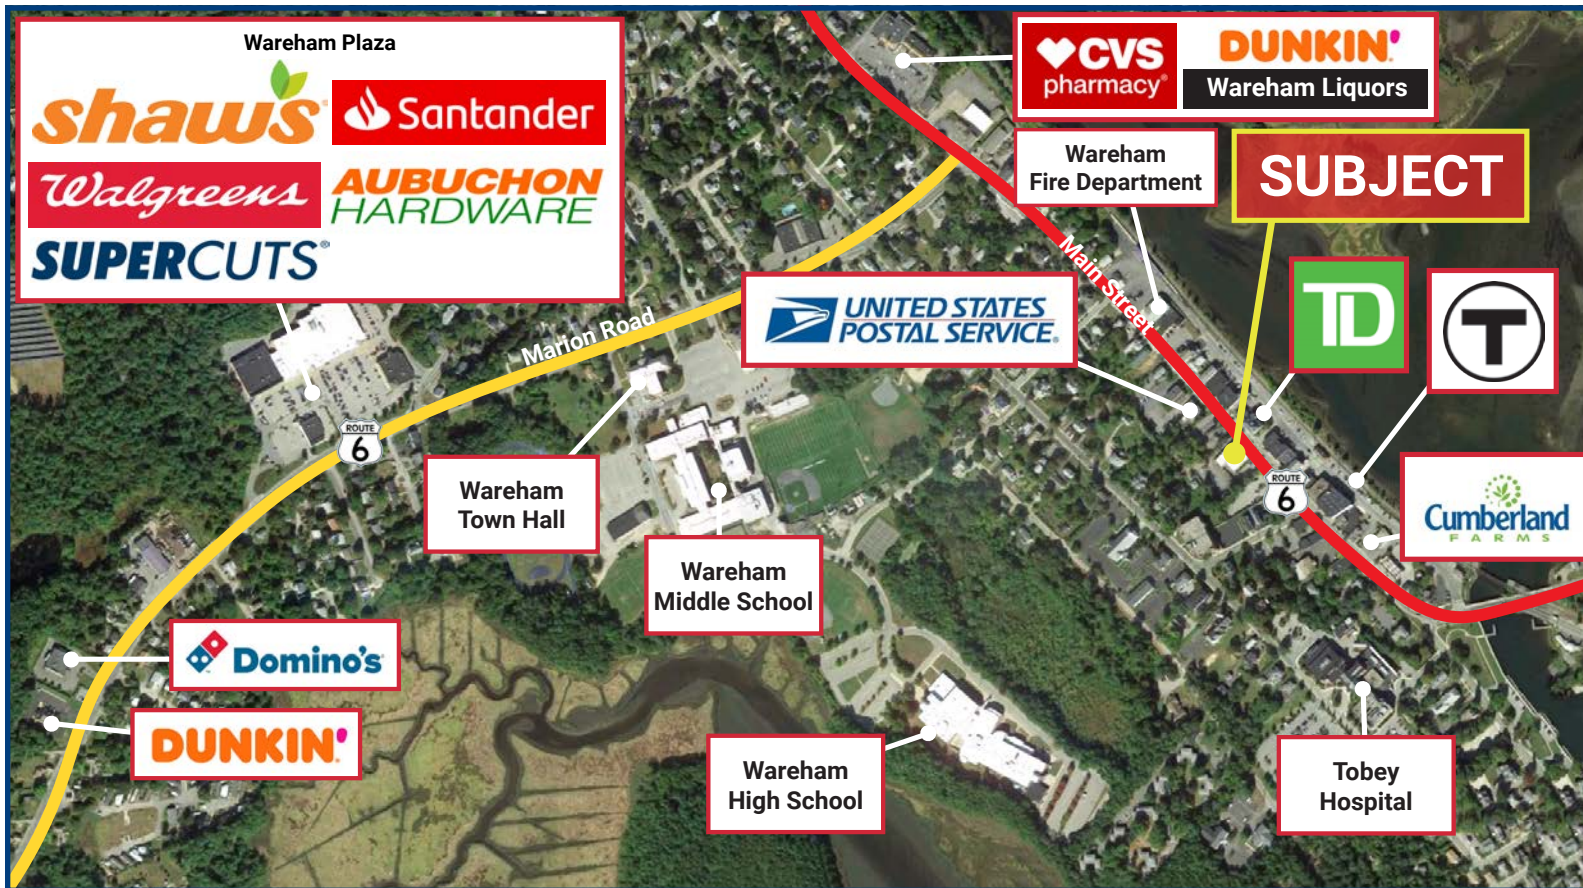 Wareham Plaza
shaw's
Santander
Walgreens
AUBUCHON
HARDWARE
SUPERCUTS®
CVS
pharmacy®
DUNKIN'
Wareham Liquors
Wareham
Fire Department
SUBJECT
Main Street
UNITED STATES
POSTAL SERVICE®
TD
T
Marion Road
ROUTE
6
ROUTE
6
Cumberland
FARMS
Wareham
Town Hall
Wareham
Middle School
Domino's
DUNKIN'
Wareham
High School
Tobey
Hospital